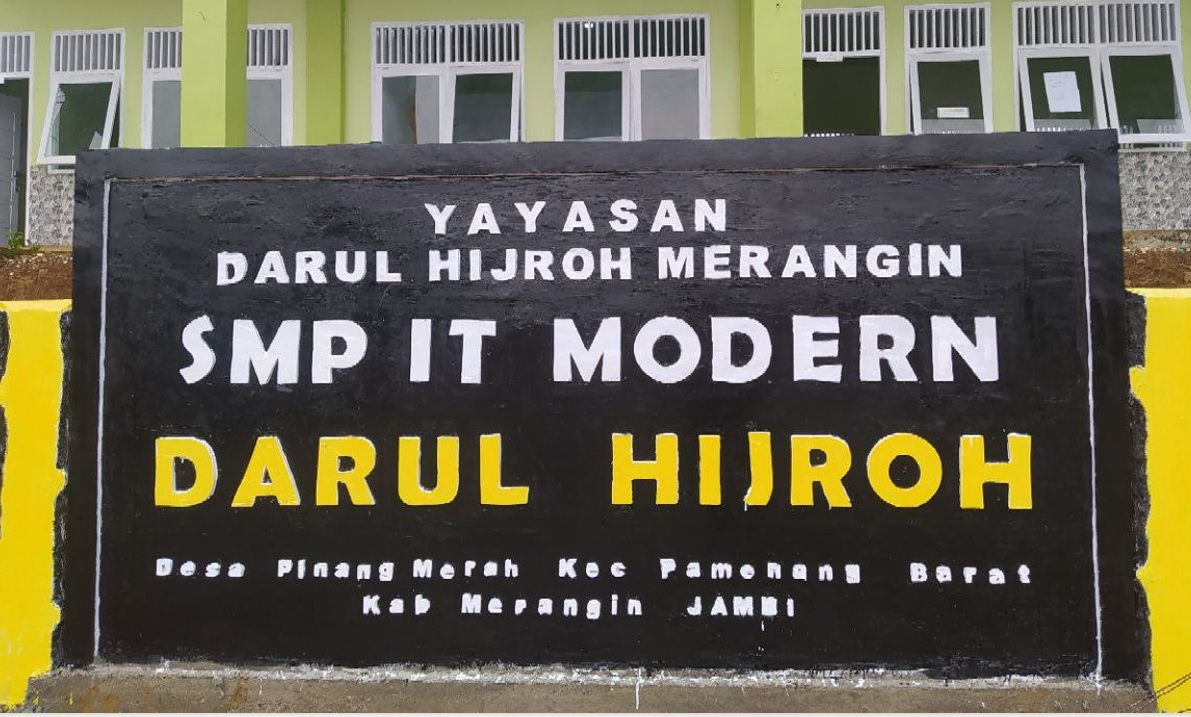 YAYASAN
DARUL HIJROH MERANGIN
SMP IT MODERN
DARUL HIJROH
Desa Pinang Merah Kec Pamenang Barat
Kab Merangin JAMBI